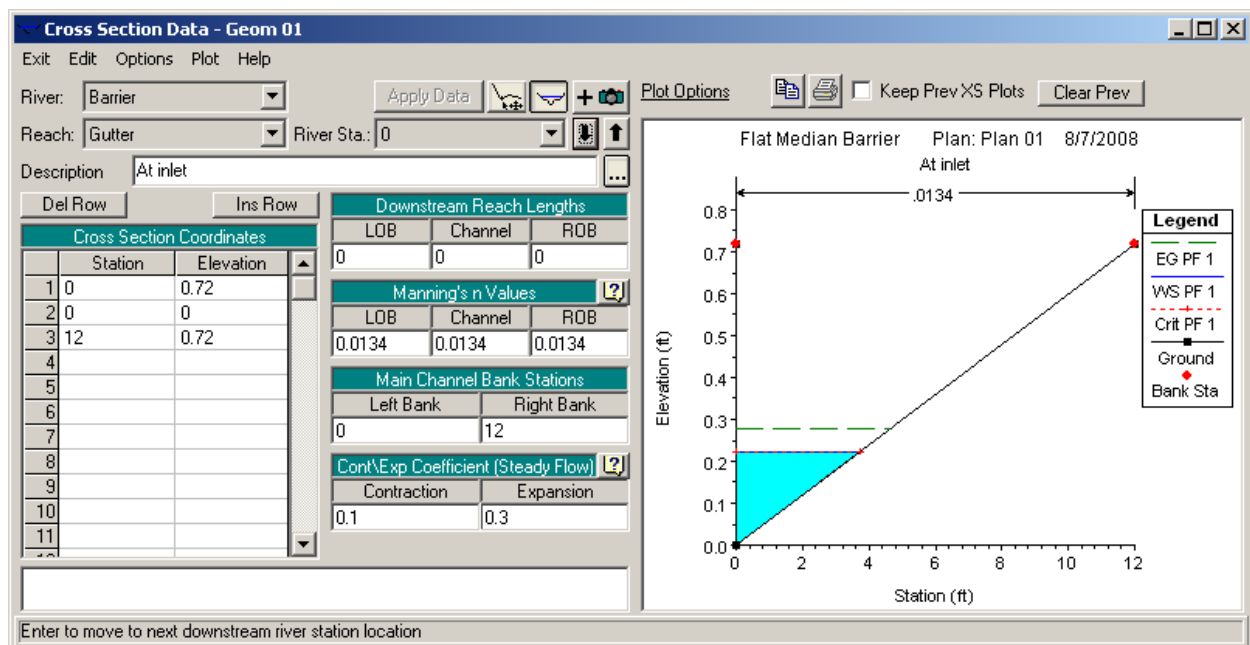 Cross Section Data - Geom 01
Exit Edit Options Plot Help
River: Barrier
Apply Data
Reach: Gutter
River Sta.: 0
Description At inlet
...
Del Row
Ins Row
Cross Section Coordinates
Station Elevation
1 0 0.72
2 0 0
3 12 0.72
4
5
6
7
8
9
10
11
Downstream Reach Lengths
LOB Channel ROB
0 0 0
Manning's n Values
LOB Channel ROB
0.0134 0.0134 0.0134
Main Channel Bank Stations
Left Bank Right Bank
0 12
Cont\Exp Coefficient (Steady Flow)
Contraction Expansion
0.1 0.3
Plot Options
Keep Prev XS Plots
Clear Prev
Flat Median Barrier Plan: Plan 01 8/7/2008
At inlet
.0134
0.8
0.7
0.6
0.5
0.4
0.3
0.2
0.1
0.0
Elevation (ft)
0 2 4 6 8 10 12
Station (ft)
Legend
EG PF 1
WS PF 1
Crit PF 1
Ground
Bank Sta
Enter to move to next downstream river station location